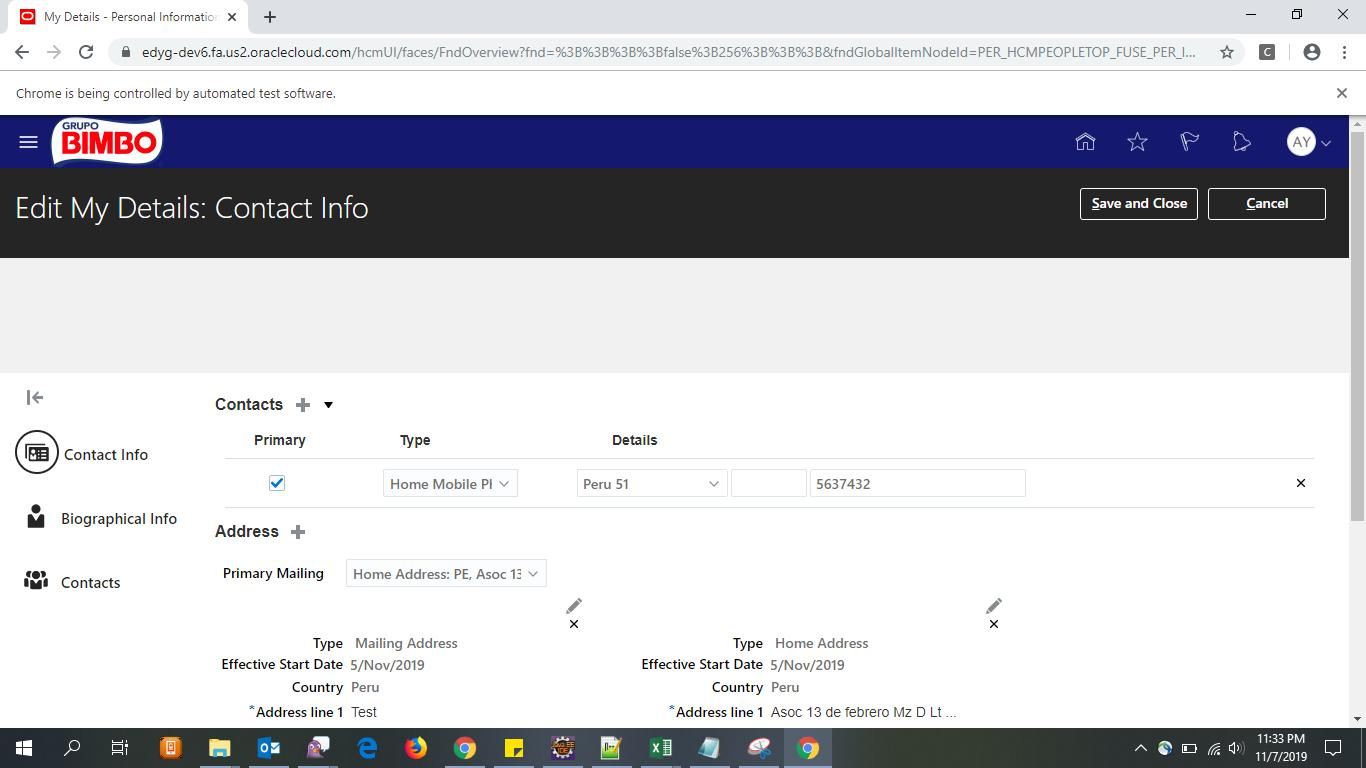 My Details - Personal Information
edyg-dev6.fa.us2.oraclecloud.com/hcmUI/faces/FndOverview?fnd=%3B%3B%3B%3Bfalse%3B256%3B%3B%3B&fndGlobalItemNodeId=PER_HCMPEOPLETOP_FUSE_PER_I...
C
Chrome is being controlled by automated test software.
GRUPO
BIMBO
AY
Edit My Details: Contact Info
Save and Close
Cancel
Contacts
Primary Type Details
Contact Info
Home Mobile Pl
Peru 51
5637432
Biographical Info
Address
Contacts
Primary Mailing Home Address: PE, Asoc 13
Type Mailing Address
Type Home Address
Effective Start Date 5/Nov/2019
Effective Start Date 5/Nov/2019
Country Peru
Country Peru
*Address line 1 Test
*Address line 1 Asoc 13 de febrero Mz D Lt ...
11:33 PM
11/7/2019